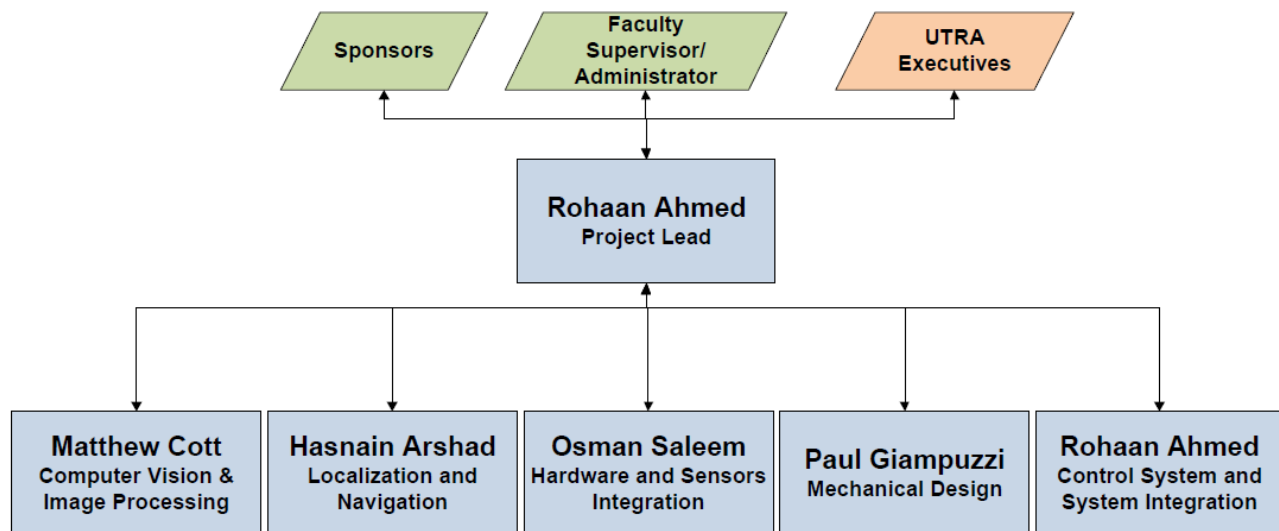 Sponsors
Faculty
Supervisor/
Administrator
UTRA
Executives
Rohaan Ahmed
Project Lead
Matthew Cott
Computer Vision &
Image Processing
Hasnain Arshad
Localization and
Navigation
Osman Saleem
Hardware and Sensors
Integration
Paul Giampuzzi
Mechanical Design
Rohaan Ahmed
Control System and
System Integration